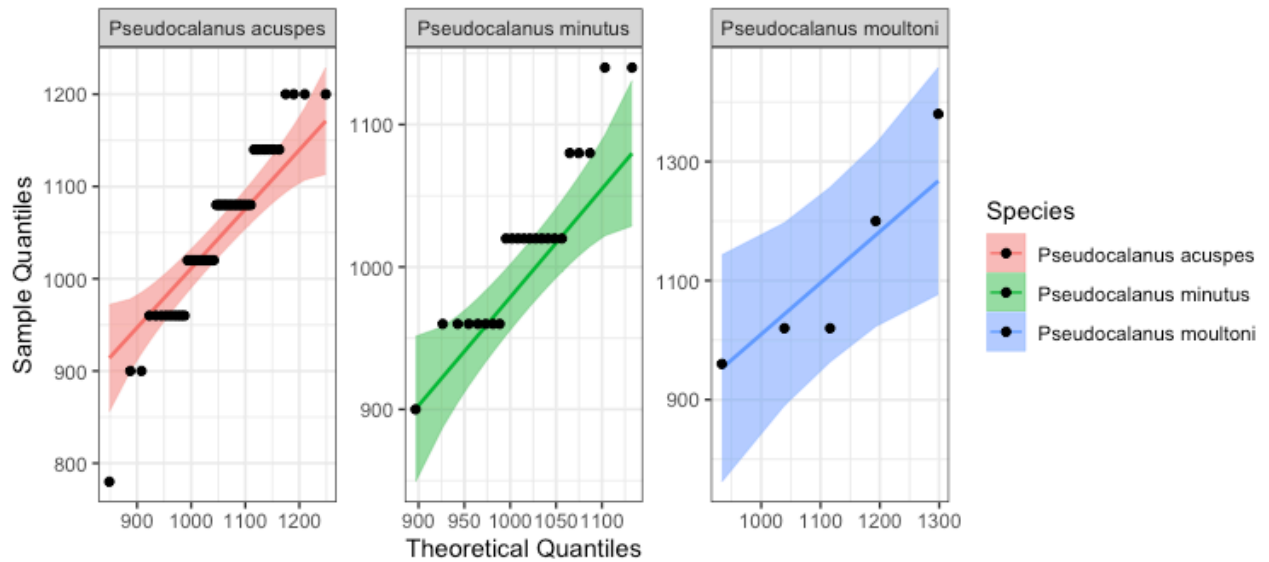 Pseudocalanus acuspes
Pseudocalanus minutus
Pseudocalanus moultoni
Sample Quantiles
1200
1100
1000
900
800
900
1000
1100
1200
1100
1000
900
900
950
1000
1050
1100
1300
1100
900
1000
1100
1200
1300
Theoretical Quantiles
Species
Pseudocalanus acuspes
Pseudocalanus minutus
Pseudocalanus moultoni